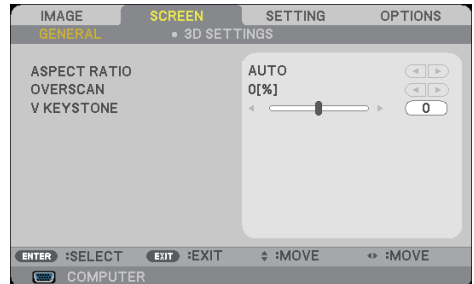 IMAGE SCREEN SETTING OPTIONS
GENERAL • 3D SETTINGS
ASPECT RATIO AUTO
OVERSCAN 0[%]
V KEYSTONE 0
ENTER :SELECT EXIT :EXIT :MOVE :MOVE
COMPUTER